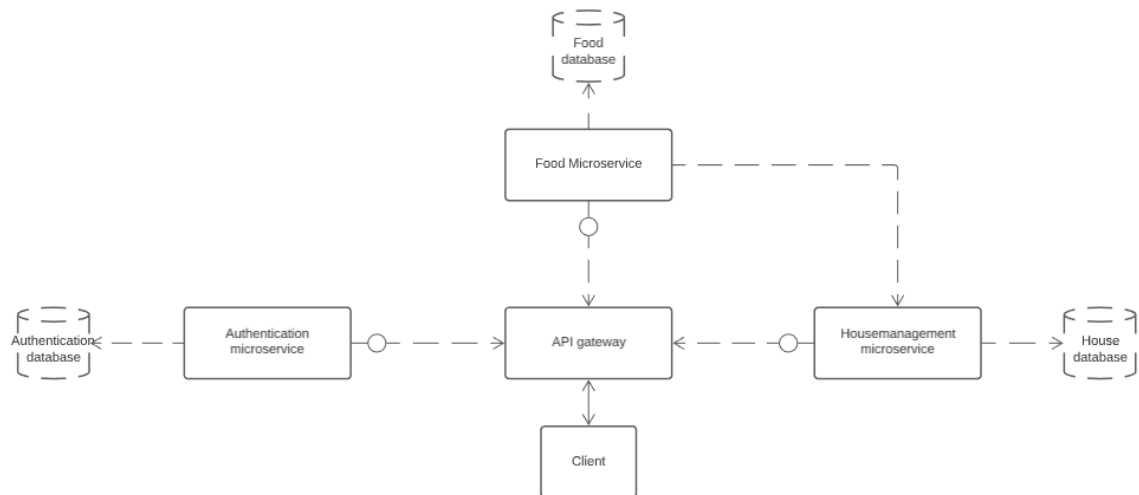 Food
database
Food Microservice
Authentication
database
Authentication
microservice
API gateway
Housemanagement
microservice
House
database
Client